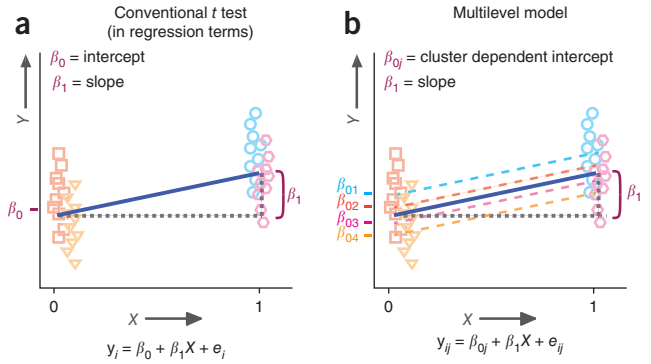 a
Conventional t test
(in regression terms)
β0 = intercept
β1 = slope
Y
β0
β1
0
1
X
yi = β0 + β1X + ei
b
Multilevel model
β0j = cluster dependent intercept
β1 = slope
Y
β01
β02
β03
β04
β1
0
1
X
yij = β0j + β1X + eij